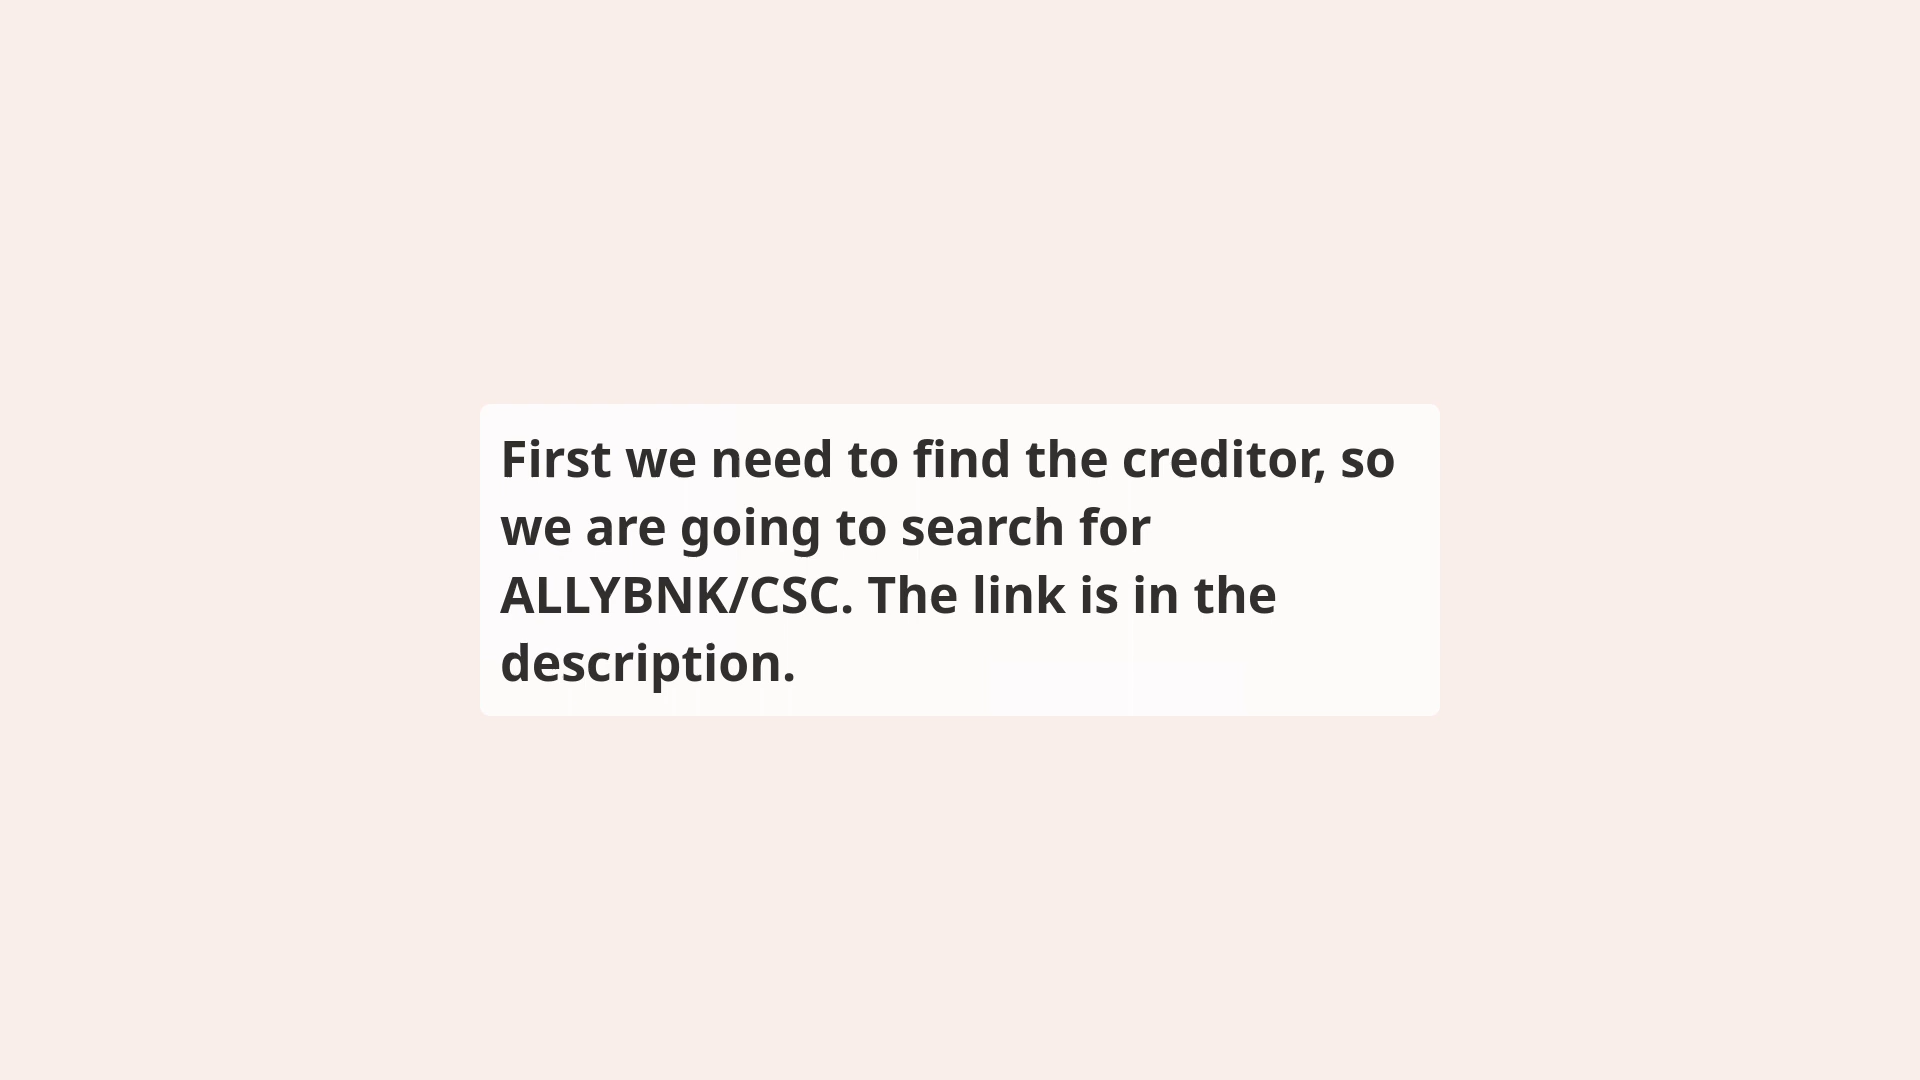 First we need to find the creditor, so
we are going to search for
ALLYBNK/CSC. The link is in the
description.